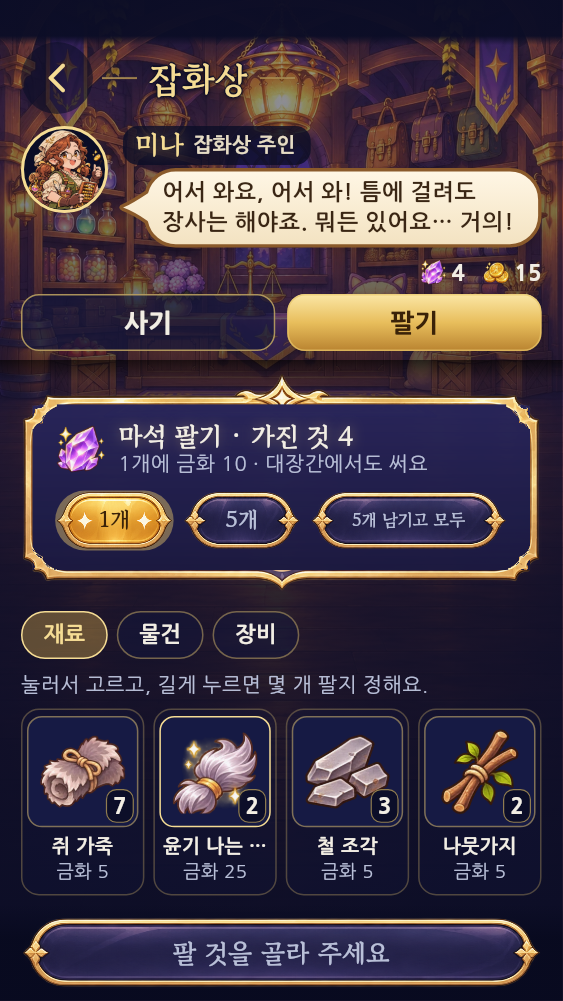 잡화상
미나 잡화상 주인
어서 와요, 어서 와! 틈에 걸려도
장사는 해야죠. 뭐든 있어요… 거의!
4 15
사기 팔기
마석 팔기 · 가진 것 4
1개에 금화 10 · 대장간에서도 써요
1개 5개 5개 남기고 모두
재료 물건 장비
눌러서 고르고, 길게 누르면 몇 개 팔지 정해요.
7 2 3 2
쥐 가죽 윤기 나는 … 철 조각 나뭇가지
금화 5 금화 25 금화 5 금화 5
팔 것을 골라 주세요